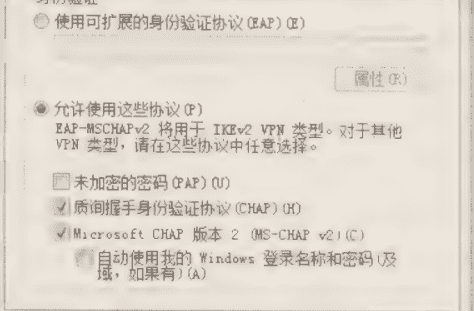 身份验证
使用可扩展的身份验证协议(EAP)(E)
属性(R)
允许使用这些协议(P)
EAP-MSCHAPv2 将用于 IKEv2 VPN 类型。对于其他
VPN 类型，请在这些协议中任意选择。
未加密的密码(PAP)(U)
质询握手身份验证协议(CHAP)(H)
Microsoft CHAP 版本 2 (MS-CHAP v2)(C)
自动使用我的 Windows 登录名称和密码(及
域，如果有)(A)